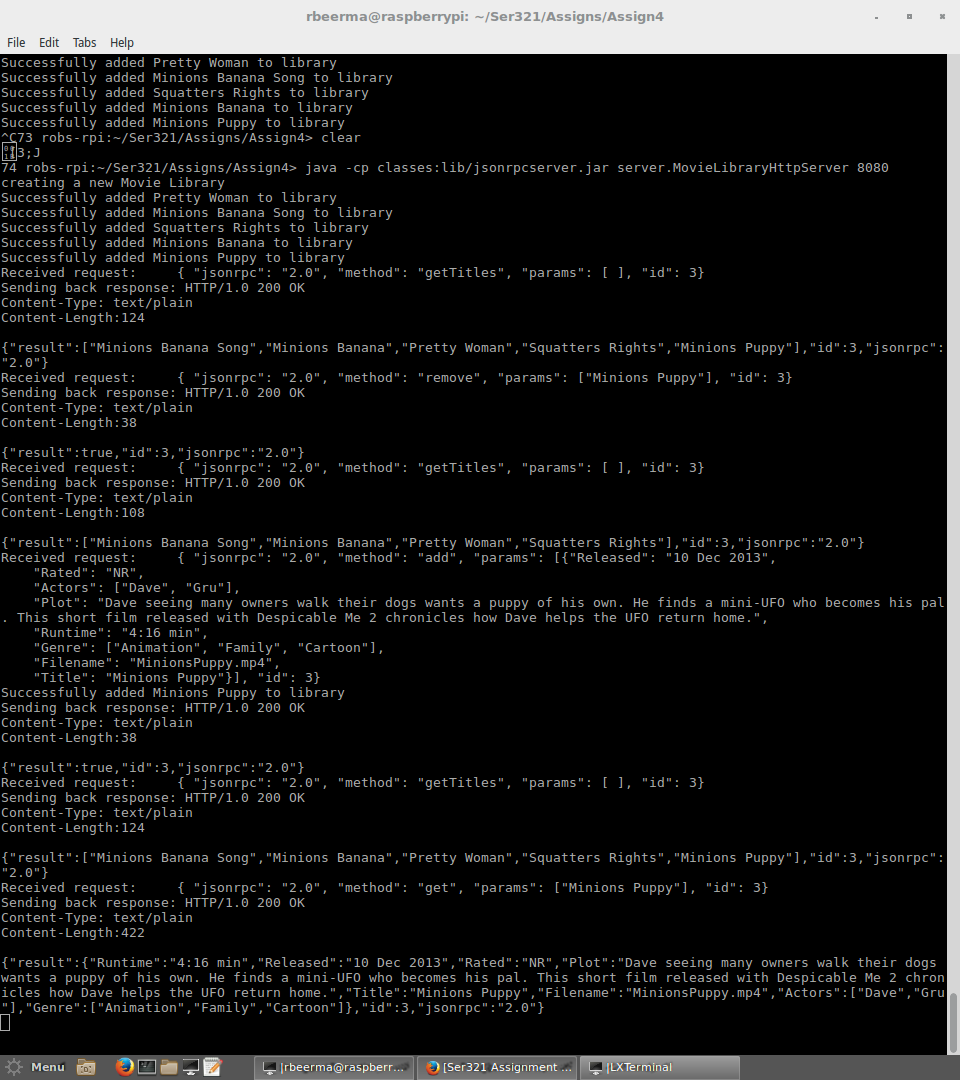 rbeerma@raspberrypi: ~/Ser321/Assigns/Assign4
File Edit Tabs Help
Successfully added Pretty Woman to library
Successfully added Minions Banana Song to library
Successfully added Squatters Rights to library
Successfully added Minions Banana to library
Successfully added Minions Puppy to library
^C73 robs-rpi:~/Ser321/Assigns/Assign4> clear
3;J
74 robs-rpi:~/Ser321/Assigns/Assign4> java -cp classes:lib/jsonrpcserver.jar server.MovieLibraryHttpServer 8080
creating a new Movie Library
Successfully added Pretty Woman to library
Successfully added Minions Banana Song to library
Successfully added Squatters Rights to library
Successfully added Minions Banana to library
Successfully added Minions Puppy to library
Received request:     { "jsonrpc": "2.0", "method": "getTitles", "params": [ ], "id": 3}
Sending back response: HTTP/1.0 200 OK
Content-Type: text/plain
Content-Length:124
{"result":["Minions Banana Song","Minions Banana","Pretty Woman","Squatters Rights","Minions Puppy"],"id":3,"jsonrpc":
"2.0"}
Received request:     { "jsonrpc": "2.0", "method": "remove", "params": ["Minions Puppy"], "id": 3}
Sending back response: HTTP/1.0 200 OK
Content-Type: text/plain
Content-Length:38
{"result":true,"id":3,"jsonrpc":"2.0"}
Received request:     { "jsonrpc": "2.0", "method": "getTitles", "params": [ ], "id": 3}
Sending back response: HTTP/1.0 200 OK
Content-Type: text/plain
Content-Length:108
{"result":["Minions Banana Song","Minions Banana","Pretty Woman","Squatters Rights"],"id":3,"jsonrpc":"2.0"}
Received request:     { "jsonrpc": "2.0", "method": "add", "params": [{"Released": "10 Dec 2013",
    "Rated": "NR",
    "Actors": ["Dave", "Gru"],
    "Plot": "Dave seeing many owners walk their dogs wants a puppy of his own. He finds a mini-UFO who becomes his pal
. This short film released with Despicable Me 2 chronicles how Dave helps the UFO return home.",
    "Runtime": "4:16 min",
    "Genre": ["Animation", "Family", "Cartoon"],
    "Filename": "MinionsPuppy.mp4",
    "Title": "Minions Puppy"}], "id": 3}
Successfully added Minions Puppy to library
Sending back response: HTTP/1.0 200 OK
Content-Type: text/plain
Content-Length:38
{"result":true,"id":3,"jsonrpc":"2.0"}
Received request:     { "jsonrpc": "2.0", "method": "getTitles", "params": [ ], "id": 3}
Sending back response: HTTP/1.0 200 OK
Content-Type: text/plain
Content-Length:124
{"result":["Minions Banana Song","Minions Banana","Pretty Woman","Squatters Rights","Minions Puppy"],"id":3,"jsonrpc":
"2.0"}
Received request:     { "jsonrpc": "2.0", "method": "get", "params": ["Minions Puppy"], "id": 3}
Sending back response: HTTP/1.0 200 OK
Content-Type: text/plain
Content-Length:422
{"result":{"Runtime":"4:16 min","Released":"10 Dec 2013","Rated":"NR","Plot":"Dave seeing many owners walk their dogs
wants a puppy of his own. He finds a mini-UFO who becomes his pal. This short film released with Despicable Me 2 chron
icles how Dave helps the UFO return home.","Title":"Minions Puppy","Filename":"MinionsPuppy.mp4","Actors":["Dave","Gru
"],"Genre":["Animation","Family","Cartoon"]},"id":3,"jsonrpc":"2.0"}
Menu |rbeerma@raspberr... [Ser321 Assignment ... |LXTerminal